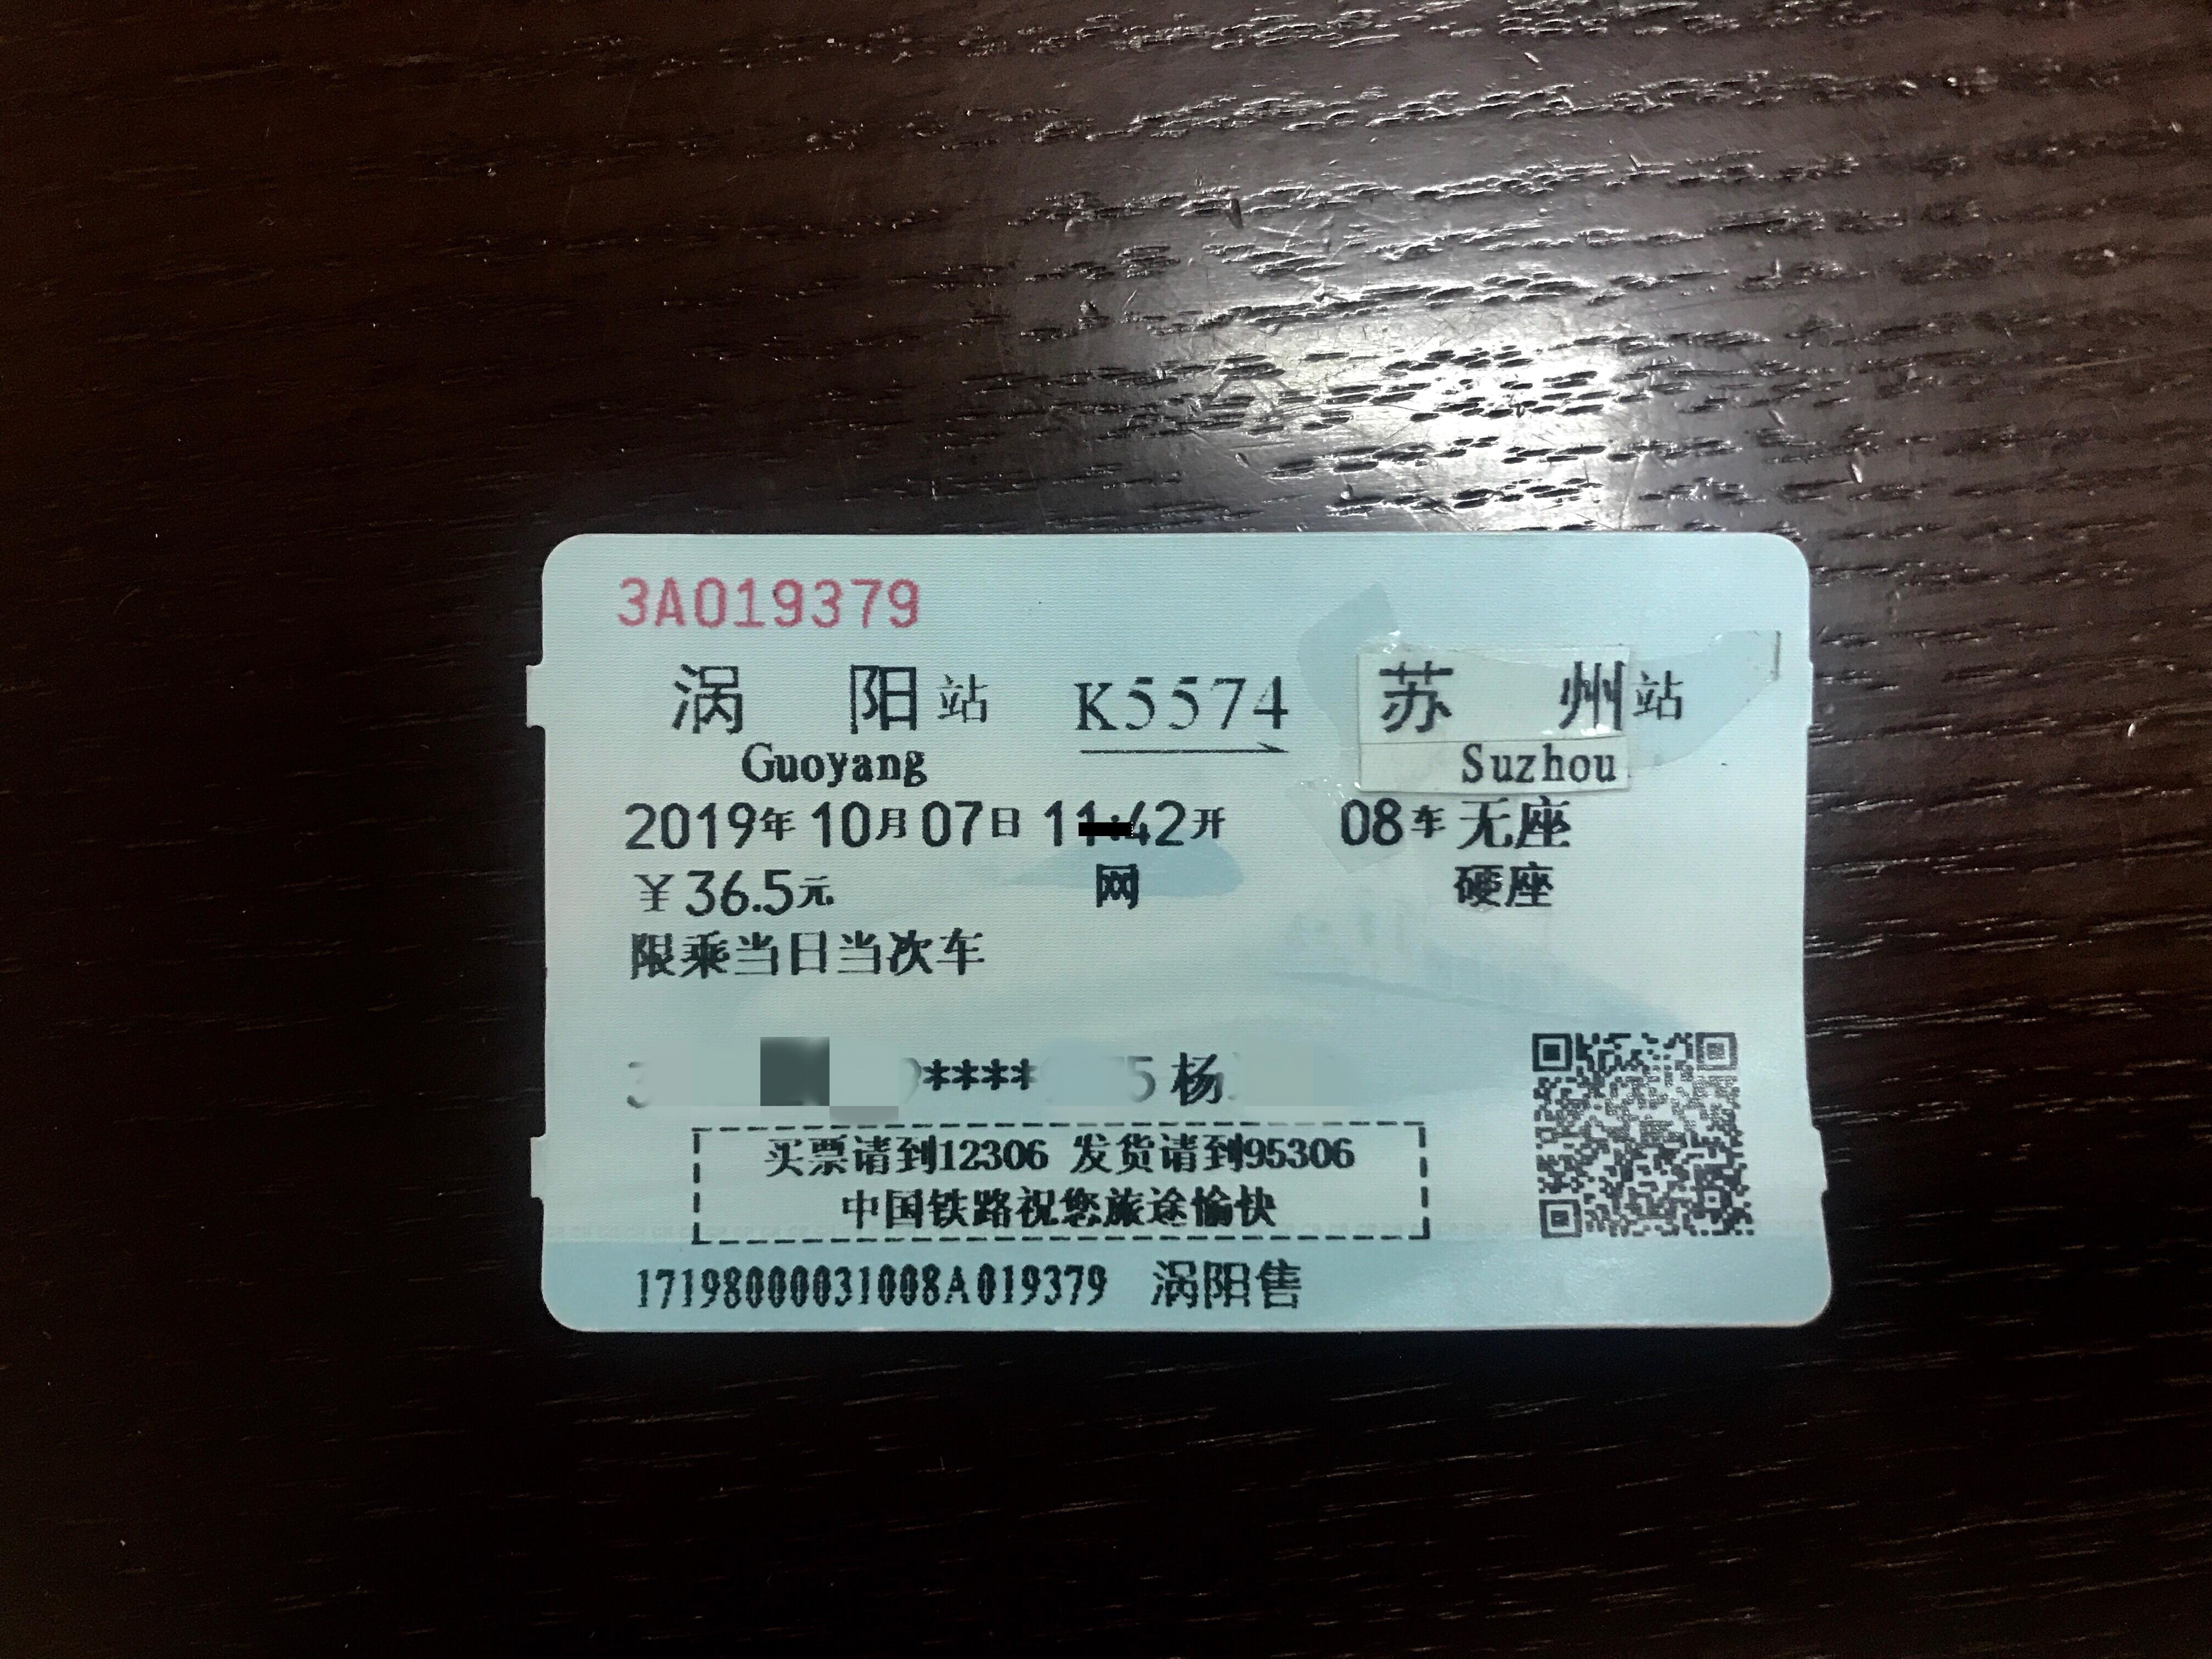 3A019379
涡 阳站 K5574 苏 州站
Guoyang Suzhou
2019年10月07日 11:42开 08车 无座
￥36.5元 网 硬座
限乘当日当次车
**** 5 杨
买票请到12306 发货请到95306
中国铁路祝您旅途愉快
17198000031008A019379 涡阳售